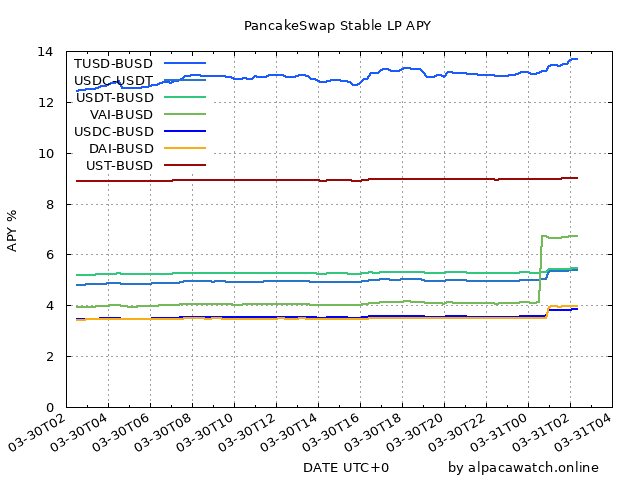 PancakeSwap Stable LP APY
14
12
10
8
6
4
2
0
APY %
TUSD-BUSD
USDC-USDT
USDT-BUSD
VAI-BUSD
USDC-BUSD
DAI-BUSD
UST-BUSD
03-30T02
03-30T04
03-30T06
03-30T08
03-30T10
03-30T12
03-30T14
03-30T16
03-30T18
03-30T20
03-30T22
03-31T00
03-31T02
03-31T04
DATE UTC+0
by alpacawatch.online